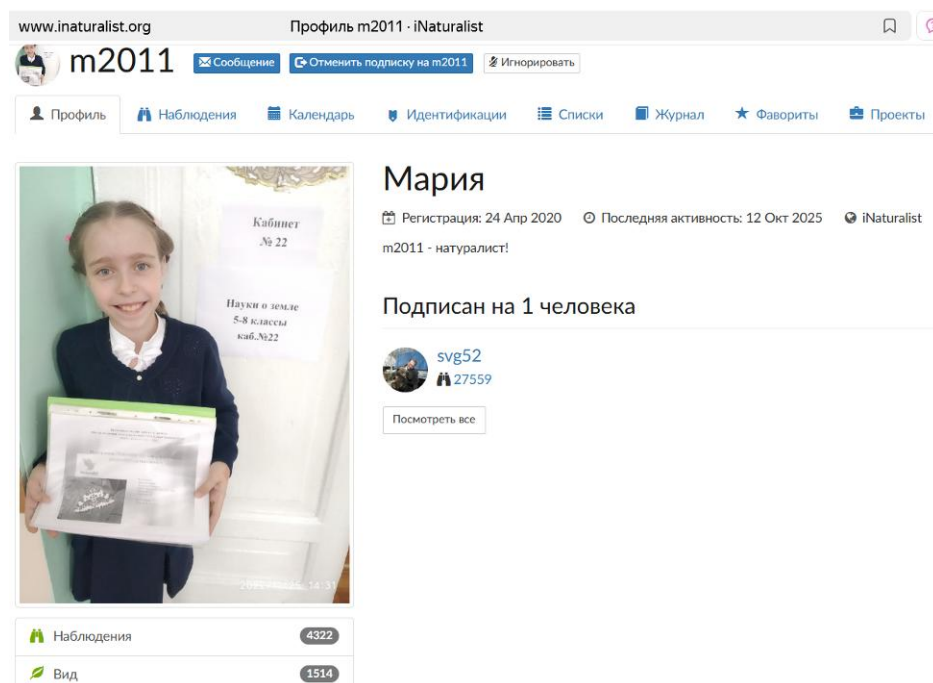 www.inaturalist.org
Профиль m2011 · iNaturalist
m2011
Сообщение
Отменить подписку на m2011
Игнорировать
Профиль
Наблюдения
Календарь
Идентификации
Списки
Журнал
Фавориты
Проекты
Мария
Регистрация: 24 Апр 2020 Последняя активность: 12 Окт 2025 iNaturalist
m2011 - натуралист!
Подписан на 1 человека
svg52
27559
Посмотреть все
Кабинет
№ 22
Науки о земле
5-8 классы
каб.№22
14:31
Наблюдения 4322
Вид 1514